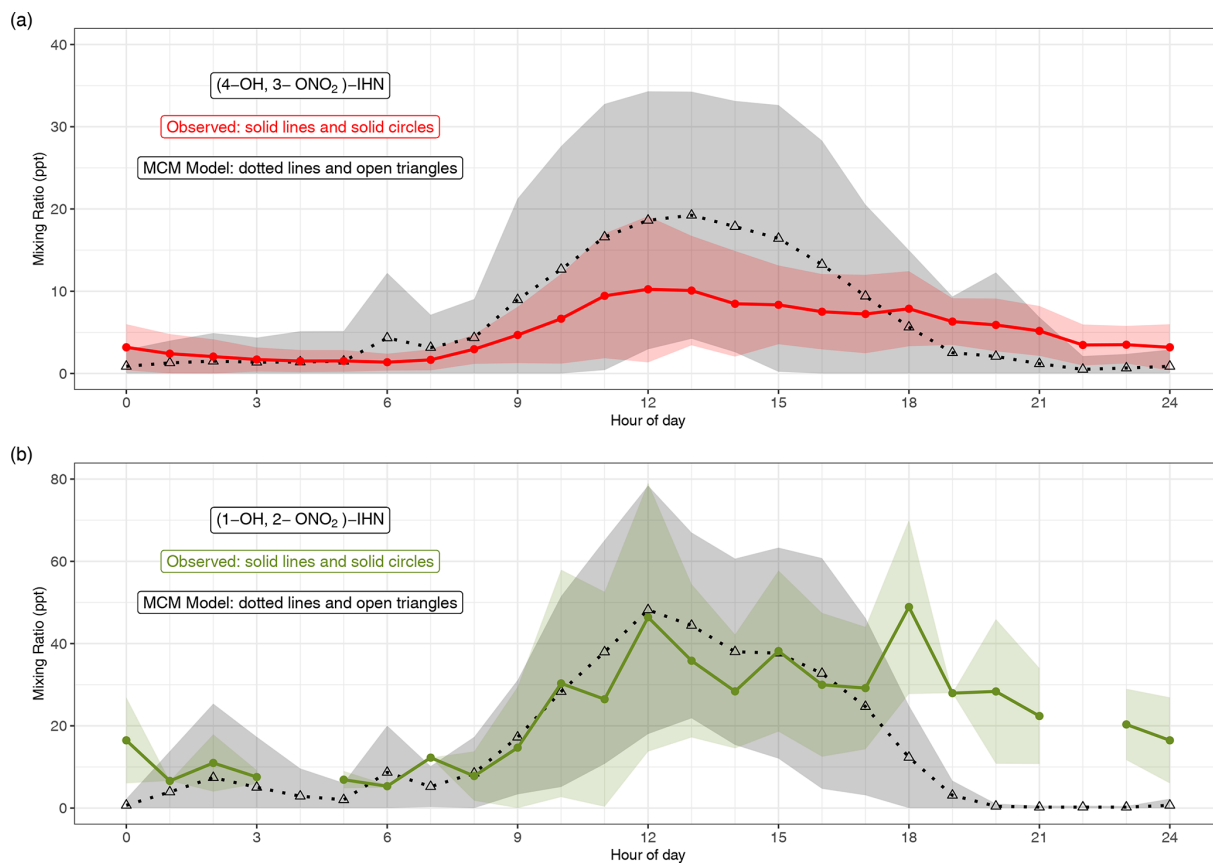 (a)
40
30
20
10
0
Mixing Ratio (ppt)
(4−OH, 3− ONO₂ )−IHN
Observed: solid lines and solid circles
MCM Model: dotted lines and open triangles
0 3 6 9 12 15 18 21 24
Hour of day
(b)
80
60
40
20
0
Mixing Ratio (ppt)
(1−OH, 2− ONO₂ )−IHN
Observed: solid lines and solid circles
MCM Model: dotted lines and open triangles
0 3 6 9 12 15 18 21 24
Hour of day